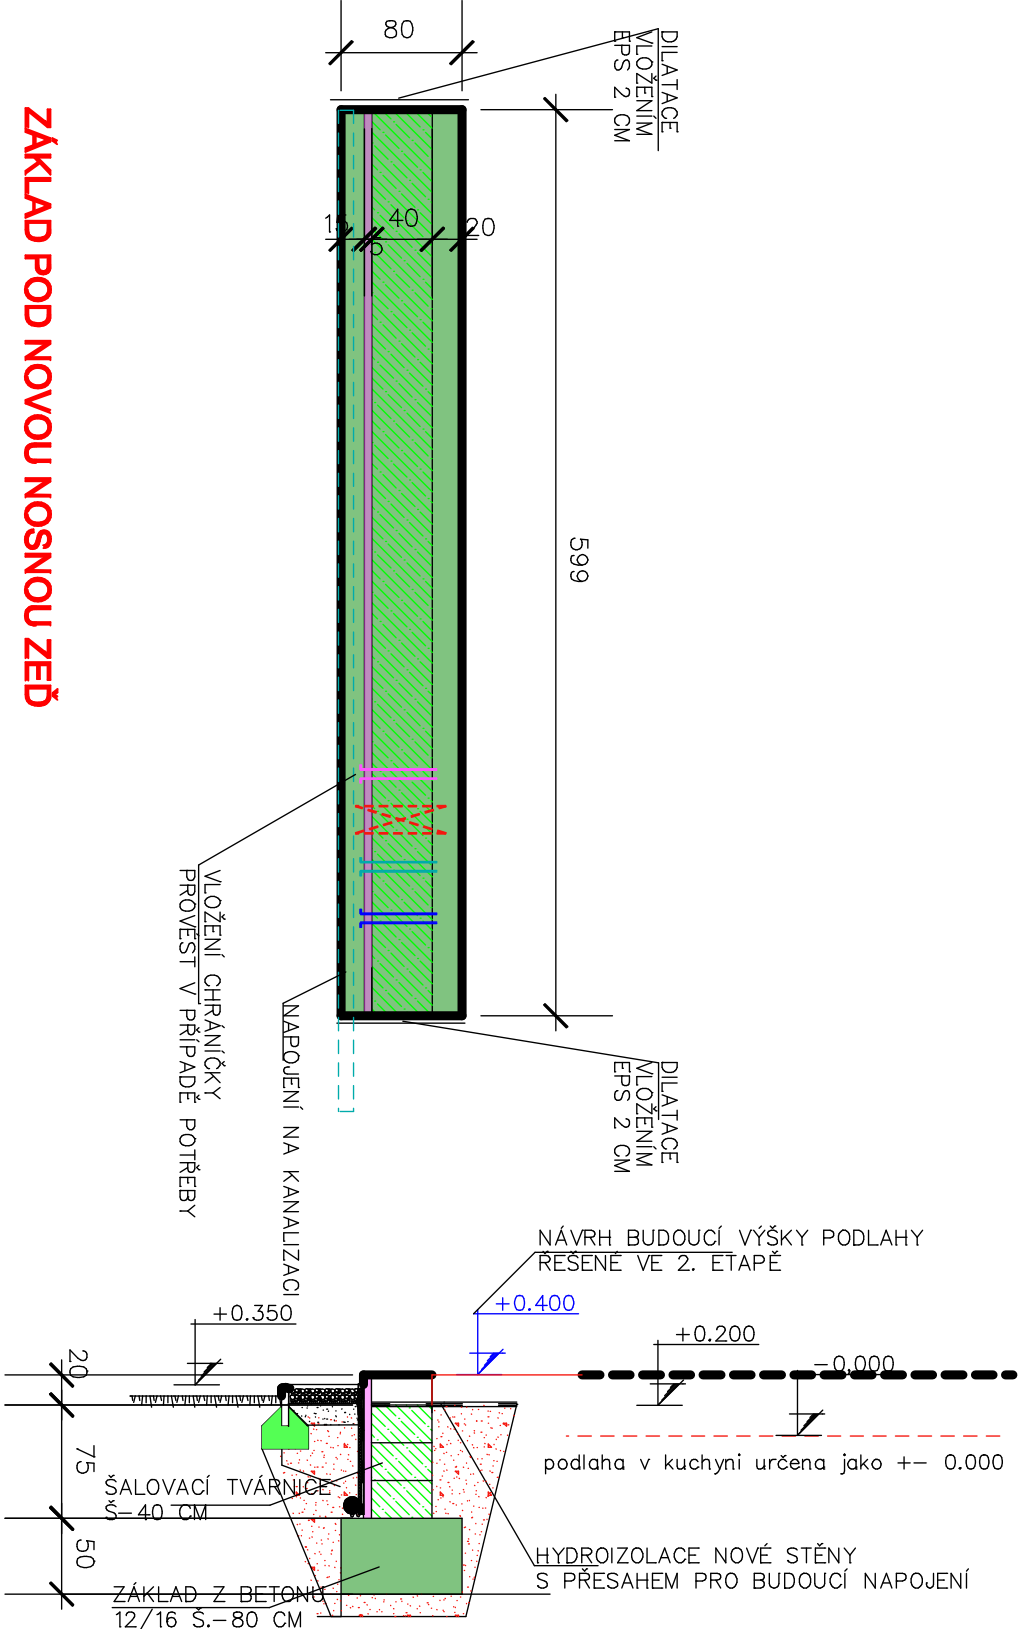 80
DILATACE
VLOŽENÍM
EPS 2 CM
15
5
40
20
599
ZÁKLAD POD NOVOU NOSNOU ZEĎ
VLOŽENÍ CHRÁNIČKY
PROVÉST V PŘÍPADĚ POTŘEBY
NAPOJENÍ NA KANALIZACI
DILATACE
VLOŽENÍM
EPS 2 CM
NÁVRH BUDOUCÍ VÝŠKY PODLAHY
ŘEŠENÉ VE 2. ETAPĚ
+0.400
+0.350
+0.200
-0.000
podlaha v kuchyni určena jako +- 0.000
20
75
50
ŠALOVACÍ TVÁRNICE
Š-40 CM
ZÁKLAD Z BETONU
12/16 Š.-80 CM
HYDROIZOLACE NOVÉ STĚNY
S PŘESAHEM PRO BUDOUCÍ NAPOJENÍ